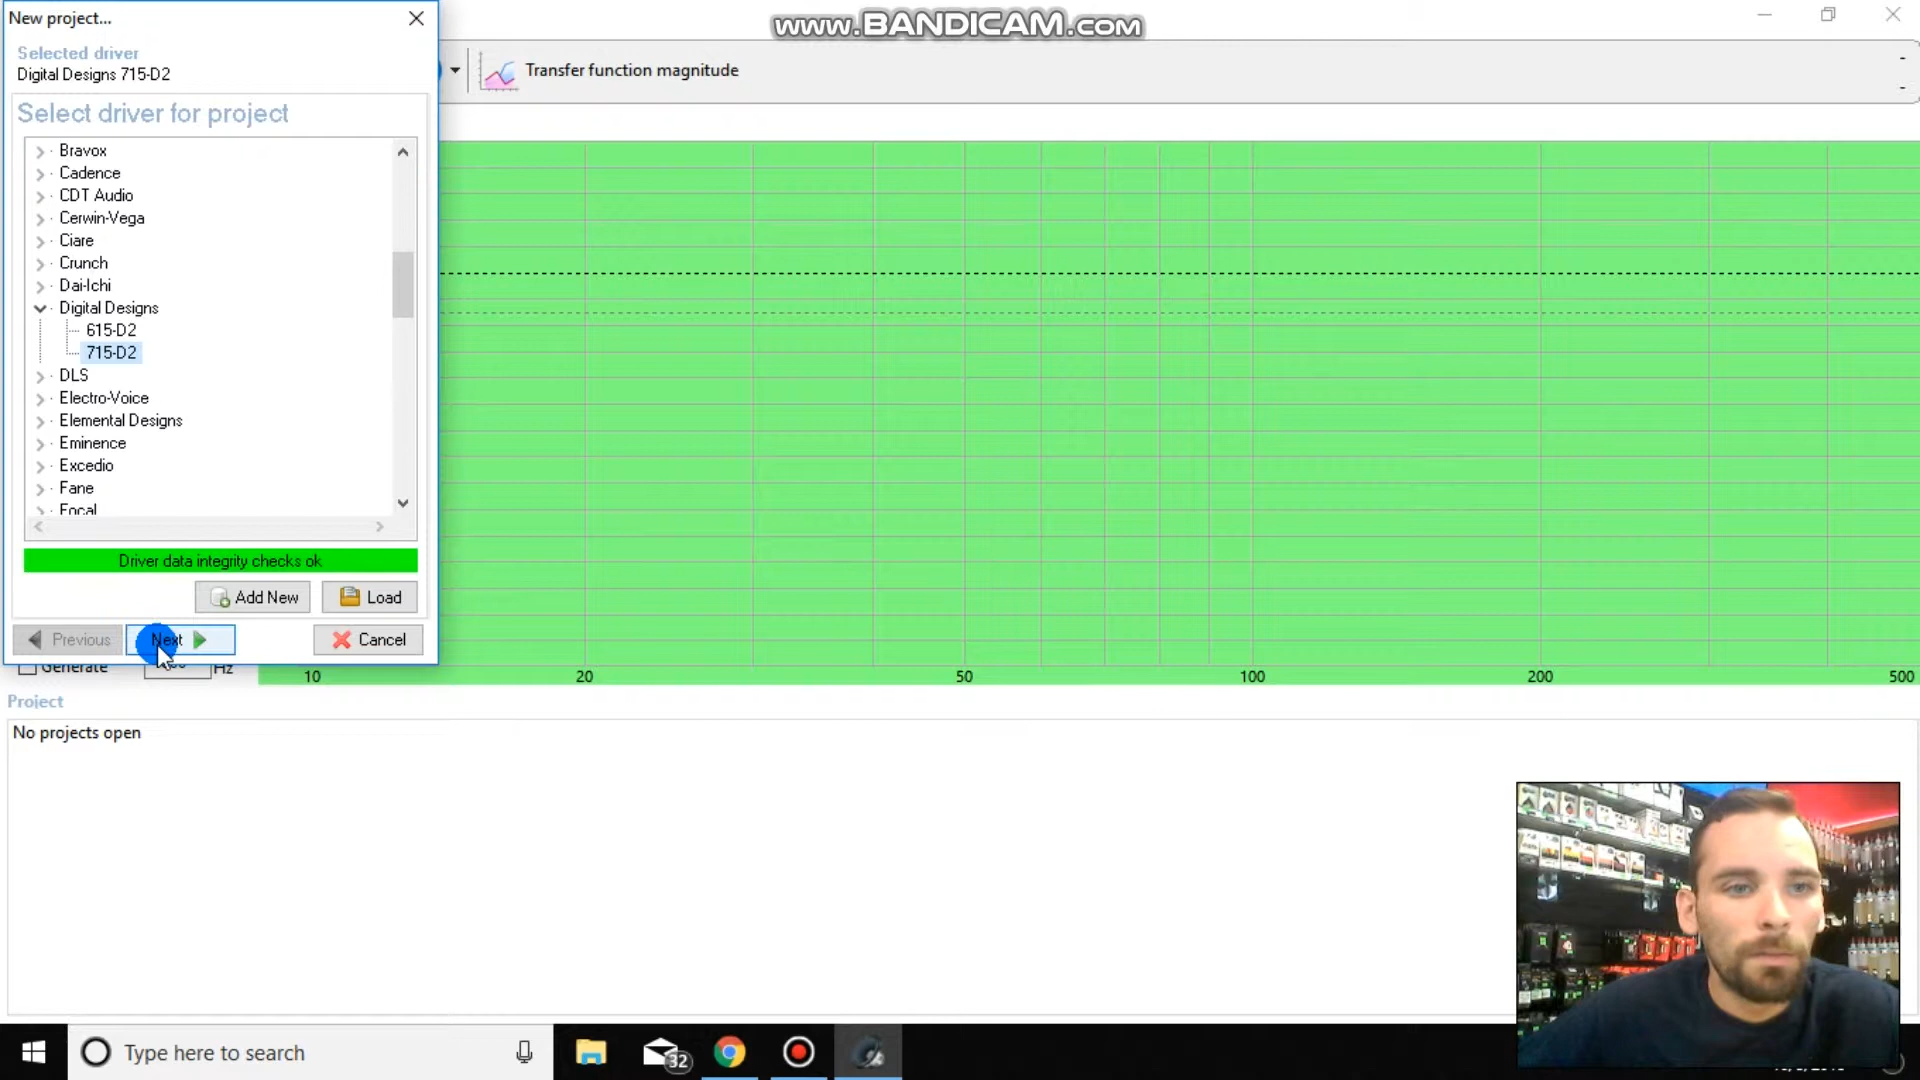 New project...
www.BANDICAM.com
Selected driver
Digital Designs 715-D2
Transfer function magnitude
Select driver for project
Bravox
Cadence
CDT Audio
Cerwin-Vega
Ciare
Crunch
Dai-Ichi
Digital Designs
615-D2
715-D2
DLS
Electro-Voice
Elemental Designs
Eminence
Excedio
Fane
Focal
Driver data integrity checks ok
Add New
Load
Previous
Next
Cancel
Generate
Hz
10
20
50
100
200
500
Project
No projects open
Type here to search
32